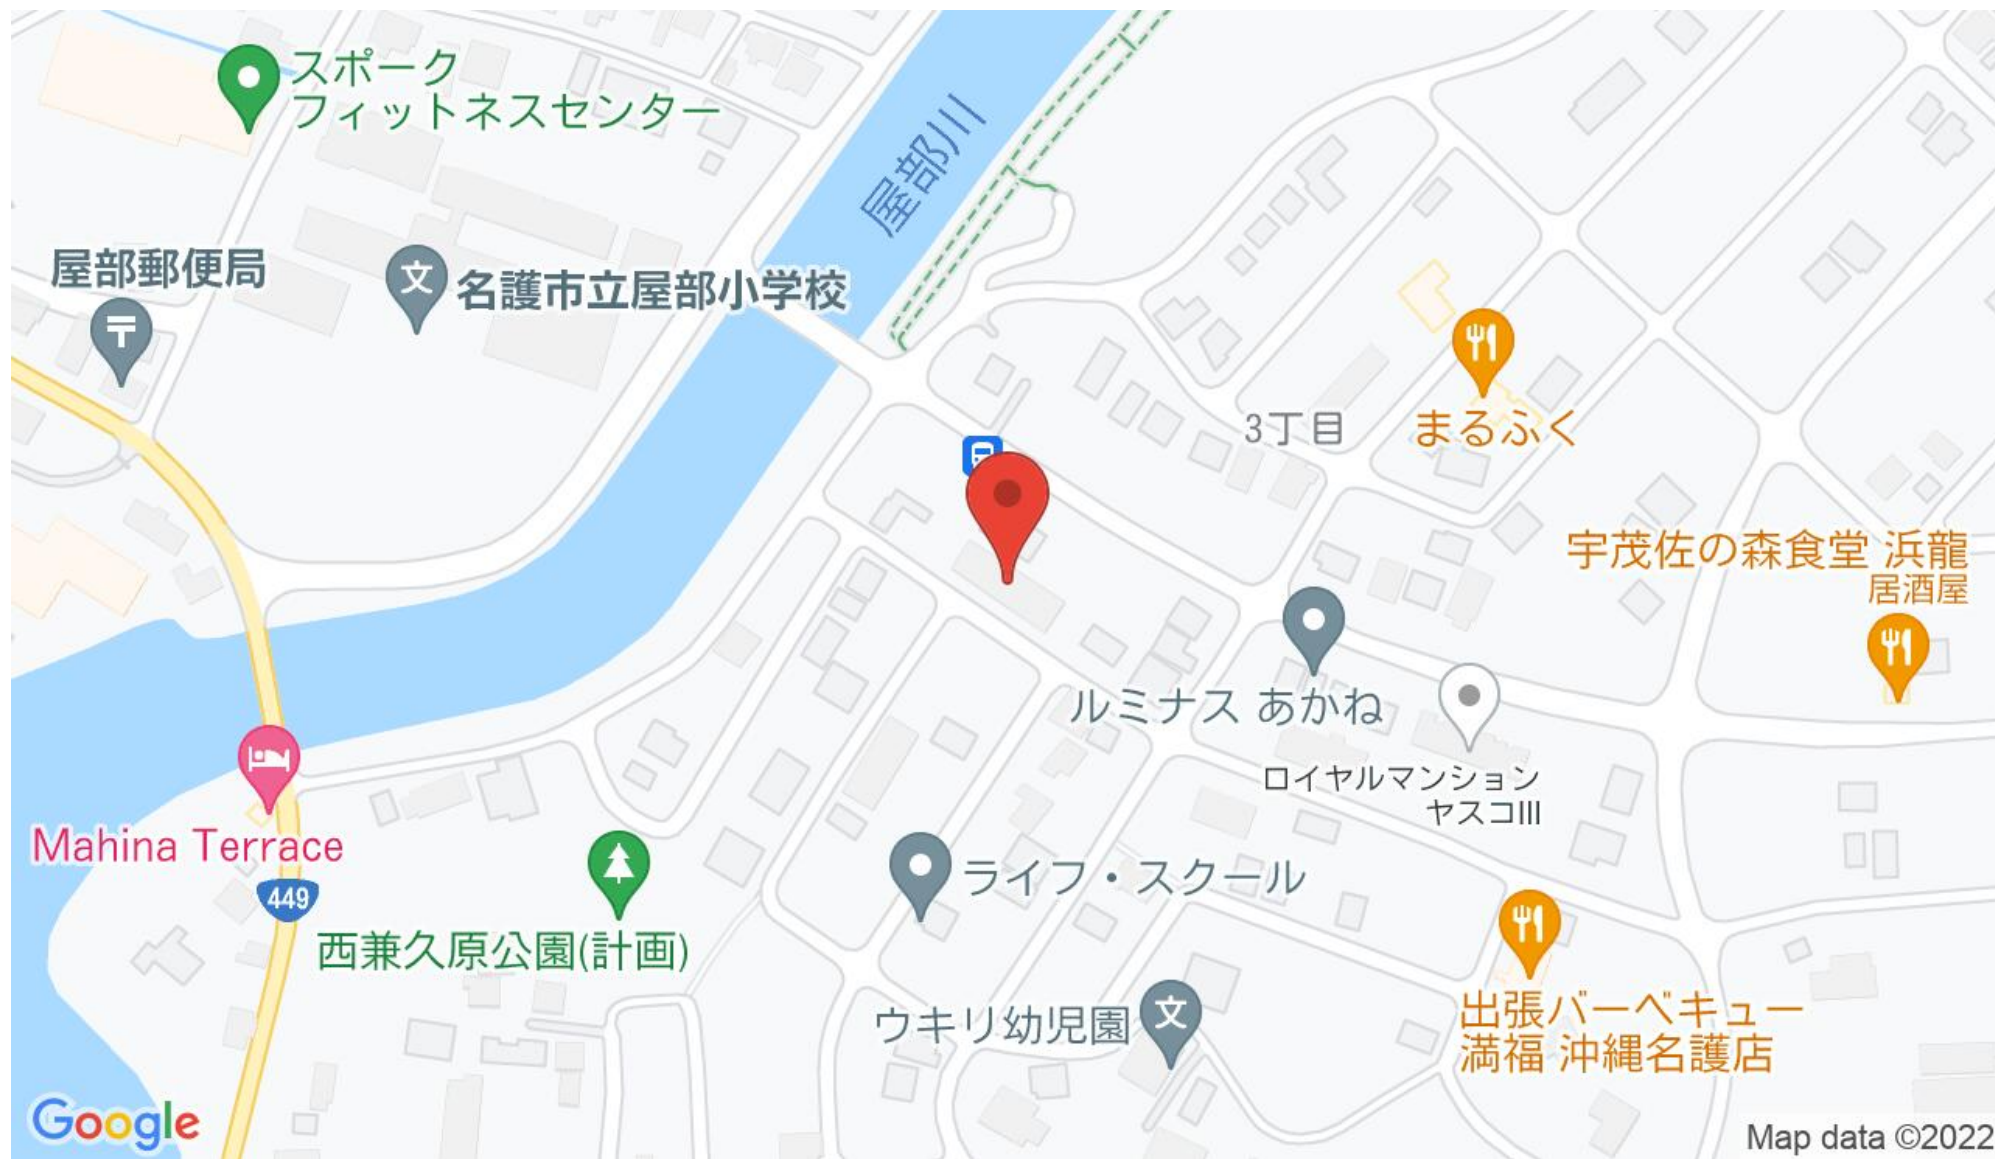 スポーク
フィットネスセンター
屋部川
屋部郵便局
文
名護市立屋部小学校
3丁目
まるふく
宇茂佐の森食堂 浜龍
居酒屋
ルミナス あかね
ロイヤルマンション
ヤスコIII
Mahina Terrace
449
西兼久原公園(計画)
ライフ・スクール
ウキリ幼児園
文
出張バーベキュー
満福 沖縄名護店
Google
Map data ©2022